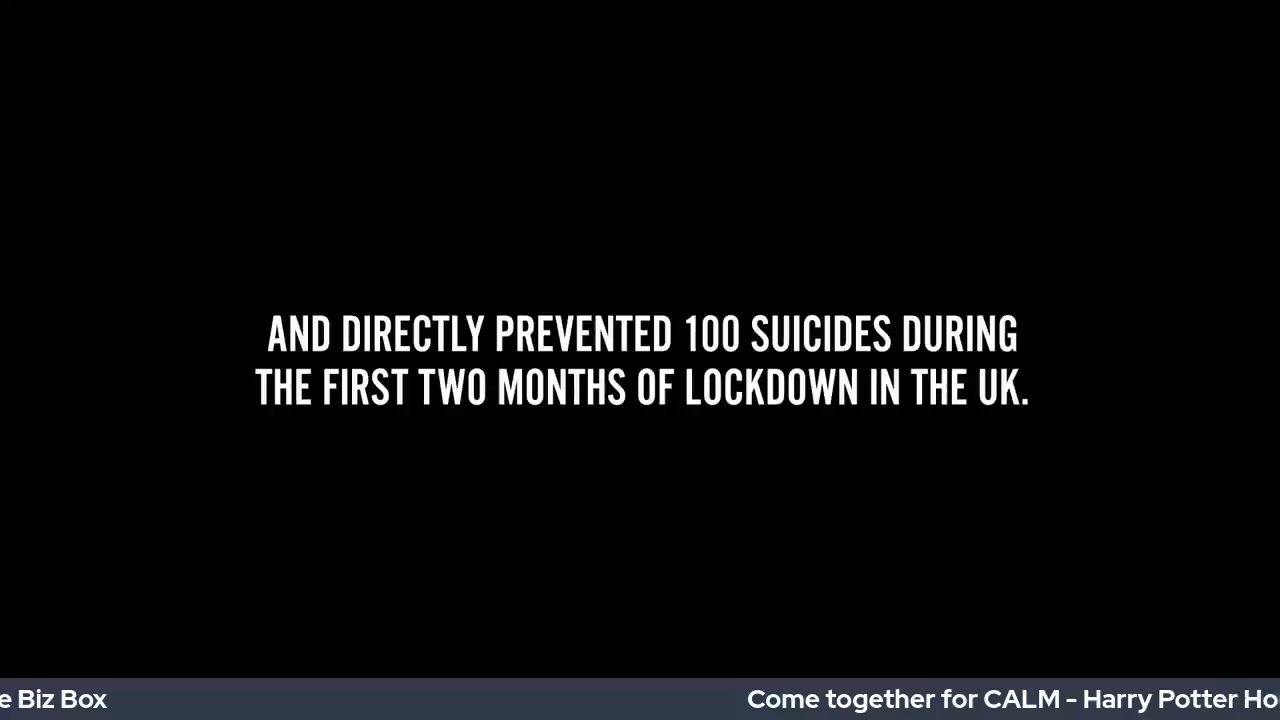 AND DIRECTLY PREVENTED 100 SUICIDES DURING
THE FIRST TWO MONTHS OF LOCKDOWN IN THE UK.
e Biz Box
Come together for CALM - Harry Potter Ho